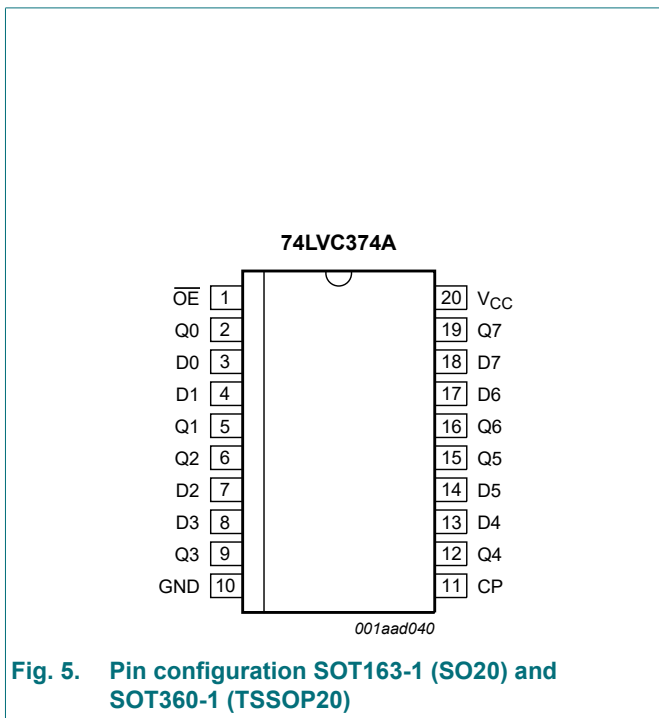 74LVC374A
OE 1 20 VCC
Q0 2 19 Q7
D0 3 18 D7
D1 4 17 D6
Q1 5 16 Q6
Q2 6 15 Q5
D2 7 14 D5
D3 8 13 D4
Q3 9 12 Q4
GND 10 11 CP
001aad040
Fig. 5. Pin configuration SOT163-1 (SO20) and
SOT360-1 (TSSOP20)